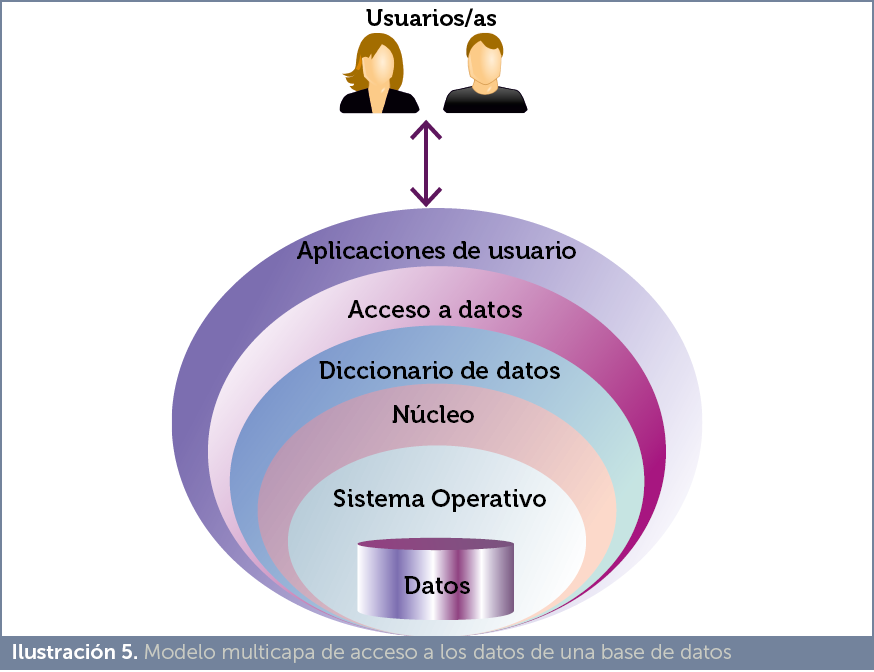 Usuarios/as
Aplicaciones de usuario
Acceso a datos
Diccionario de datos
Núcleo
Sistema Operativo
Datos
Ilustración 5. Modelo multicapa de acceso a los datos de una base de datos